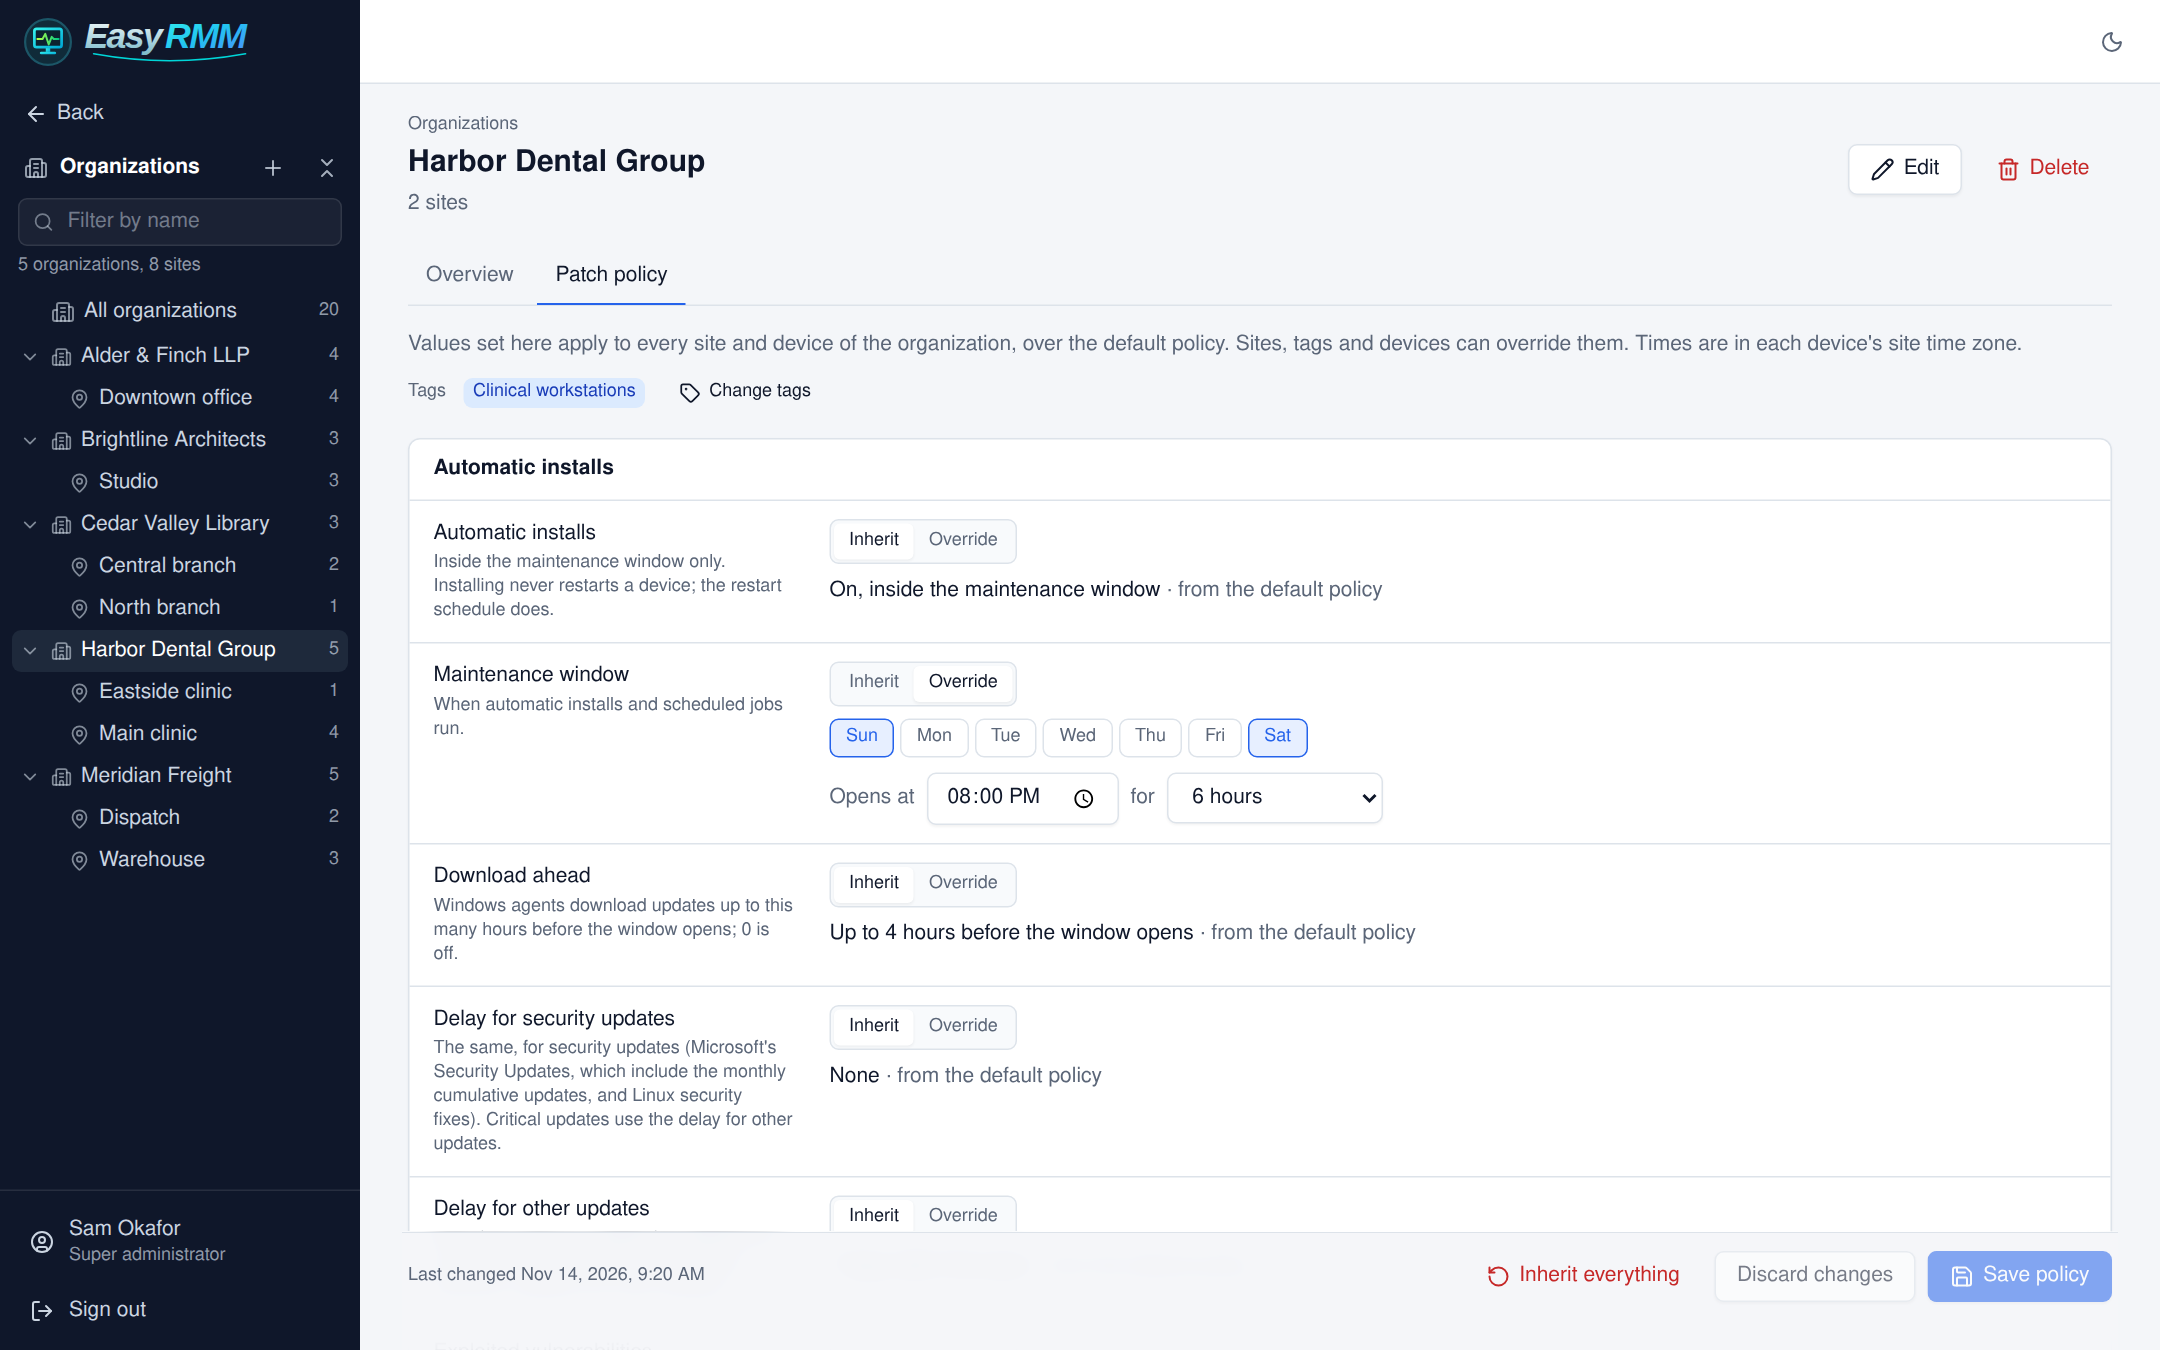 EasyRMM
Back
Organizations
Filter by name
5 organizations, 8 sites
All organizations 20
Alder & Finch LLP 4
Downtown office 4
Brightline Architects 3
Studio 3
Cedar Valley Library 3
Central branch 2
North branch 1
Harbor Dental Group 5
Eastside clinic 1
Main clinic 4
Meridian Freight 5
Dispatch 2
Warehouse 3
Sam Okafor
Super administrator
Sign out
Organizations
Harbor Dental Group
2 sites
Edit
Delete
Overview
Patch policy
Values set here apply to every site and device of the organization, over the default policy. Sites, tags and devices can override them. Times are in each device's site time zone.
Tags Clinical workstations Change tags
Automatic installs
Automatic installs
Inside the maintenance window only.
Installing never restarts a device; the restart
schedule does.
Inherit Override
On, inside the maintenance window · from the default policy
Maintenance window
When automatic installs and scheduled jobs
run.
Inherit Override
Sun Mon Tue Wed Thu Fri Sat
Opens at 08:00 PM for 6 hours
Download ahead
Windows agents download updates up to this
many hours before the window opens; 0 is
off.
Inherit Override
Up to 4 hours before the window opens · from the default policy
Delay for security updates
The same, for security updates (Microsoft's
Security Updates, which include the monthly
cumulative updates, and Linux security
fixes). Critical updates use the delay for other
updates.
Inherit Override
None · from the default policy
Delay for other updates
Inherit Override
Last changed Nov 14, 2026, 9:20 AM
Inherit everything
Discard changes
Save policy